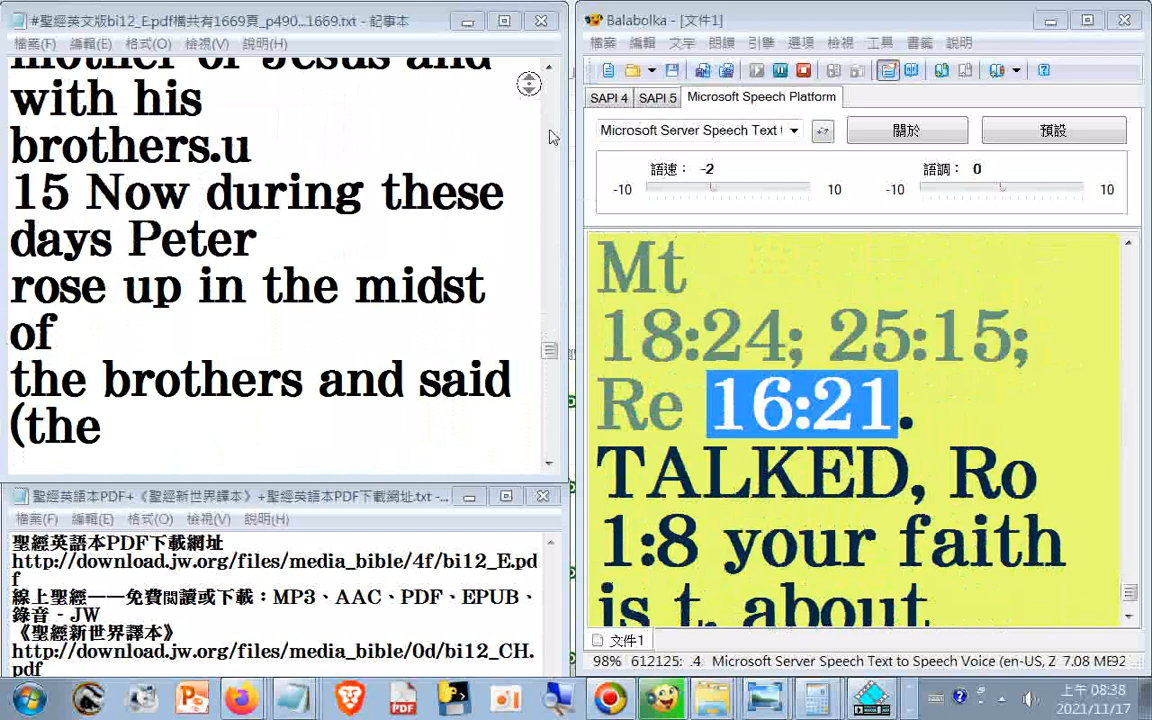 #聖經英文版bi12_E.pdf檔共有1669頁_p490...1669.txt - 記事本
檔案(F) 編輯(E) 格式(O) 檢視(V) 說明(H)
mother of Jesus and
with his
brothers.u
15 Now during these
days Peter
rose up in the midst
of
the brothers and said
(the
聖經英語本PDF+《聖經新世界譯本》+聖經英語本PDF下載網址.txt -...
檔案(F) 編輯(E) 格式(O) 檢視(V) 說明(H)
聖經英語本PDF下載網址
http://download.jw.org/files/media_bible/4f/bi12_E.pd
f
線上聖經——免費閱讀或下載：MP3、AAC、PDF、EPUB、
錄音 - JW
《聖經新世界譯本》
http://download.jw.org/files/media_bible/0d/bi12_CH.
pdf
Balabolka - [文件1]
檔案 編輯 文字 朗讀 引擎 選項 檢視 工具 書籤 說明
SAPI 4 SAPI 5 Microsoft Speech Platform
Microsoft Server Speech Text 關於 預設
語速： -2 語調： 0
-10 10 -10 10
Mt
18:24; 25:15;
Re 16:21.
TALKED, Ro
1:8 your faith
is t. about
文件1
98% 612125: .4 Microsoft Server Speech Text to Speech Voice (en-US, Z 7.08 ME92
上午 08:38
2021/11/17